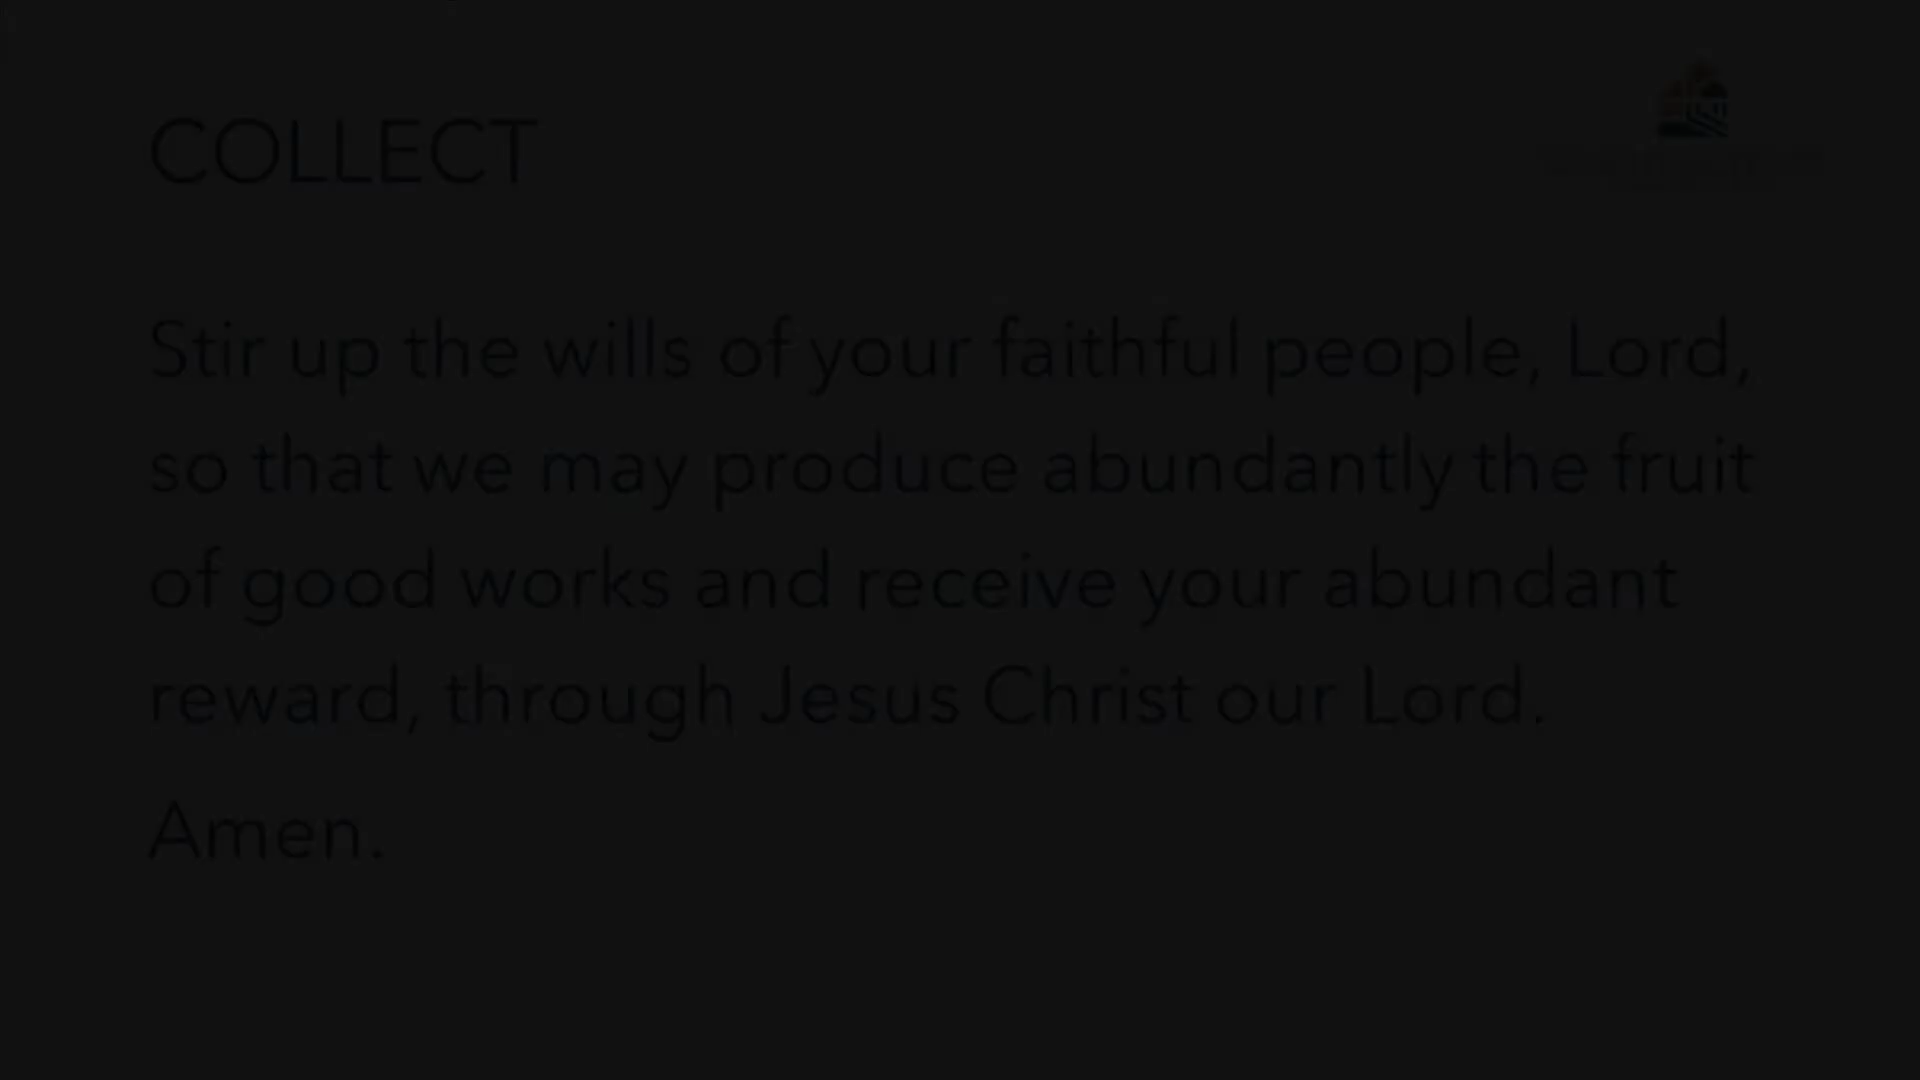 COLLECT
Stir up the wills of your faithful people, Lord,
so that we may produce abundantly the fruit
of good works and receive your abundant
reward, through Jesus Christ our Lord.
Amen.